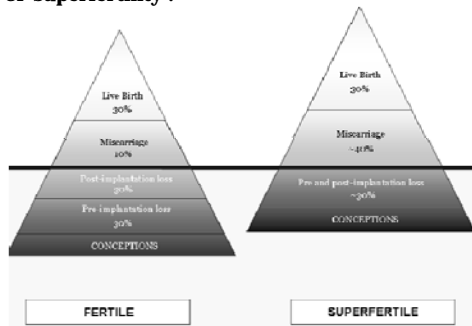 or superfertility?
Live Birth
30%
Miscarriage
10%
Post-implantation loss
30%
Pre-implantation loss
30%
CONCEPTIONS
FERTILE
Live Birth
30%
Miscarriage
~40%
Pre and post-implantation loss
~30%
CONCEPTIONS
SUPERFERTILE